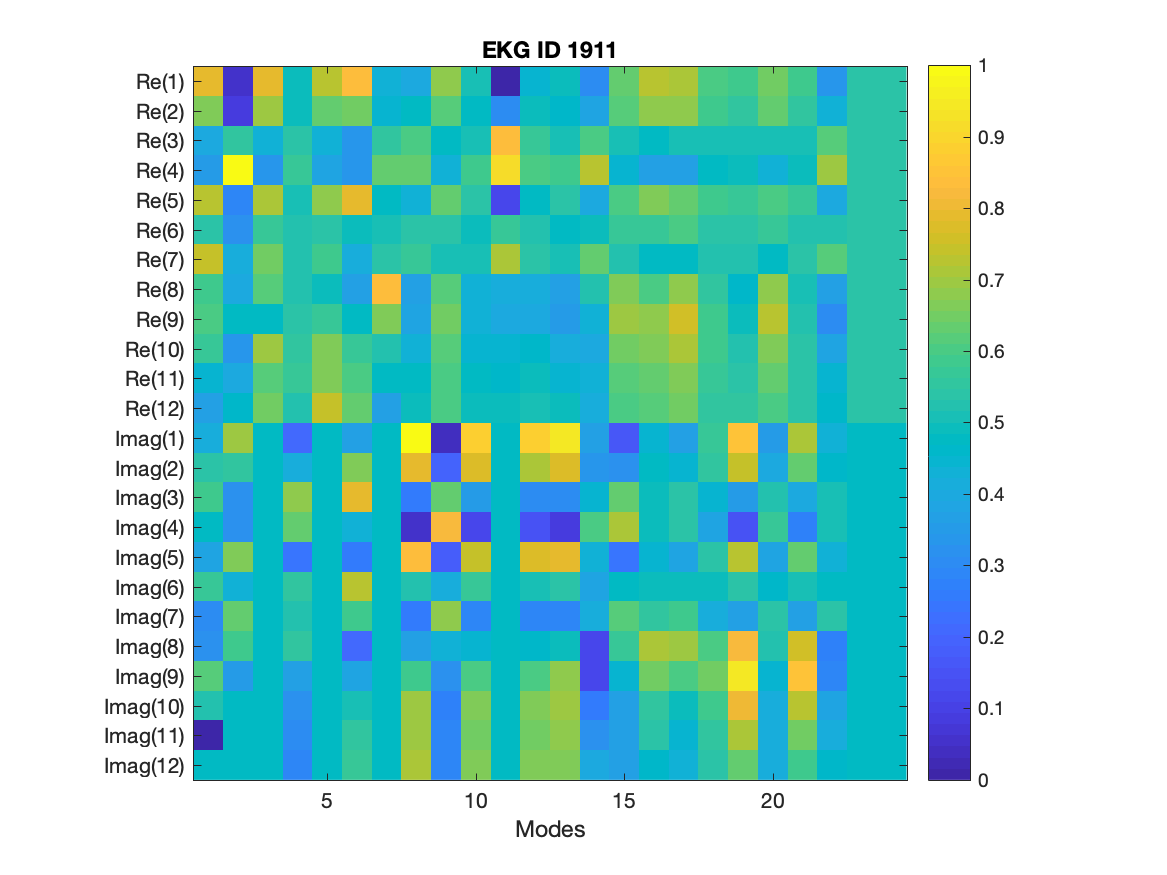 EKG ID 1911
Re(1)
Re(2)
Re(3)
Re(4)
Re(5)
Re(6)
Re(7)
Re(8)
Re(9)
Re(10)
Re(11)
Re(12)
Imag(1)
Imag(2)
Imag(3)
Imag(4)
Imag(5)
Imag(6)
Imag(7)
Imag(8)
Imag(9)
Imag(10)
Imag(11)
Imag(12)
5 10 15 20
Modes
1
0.9
0.8
0.7
0.6
0.5
0.4
0.3
0.2
0.1
0